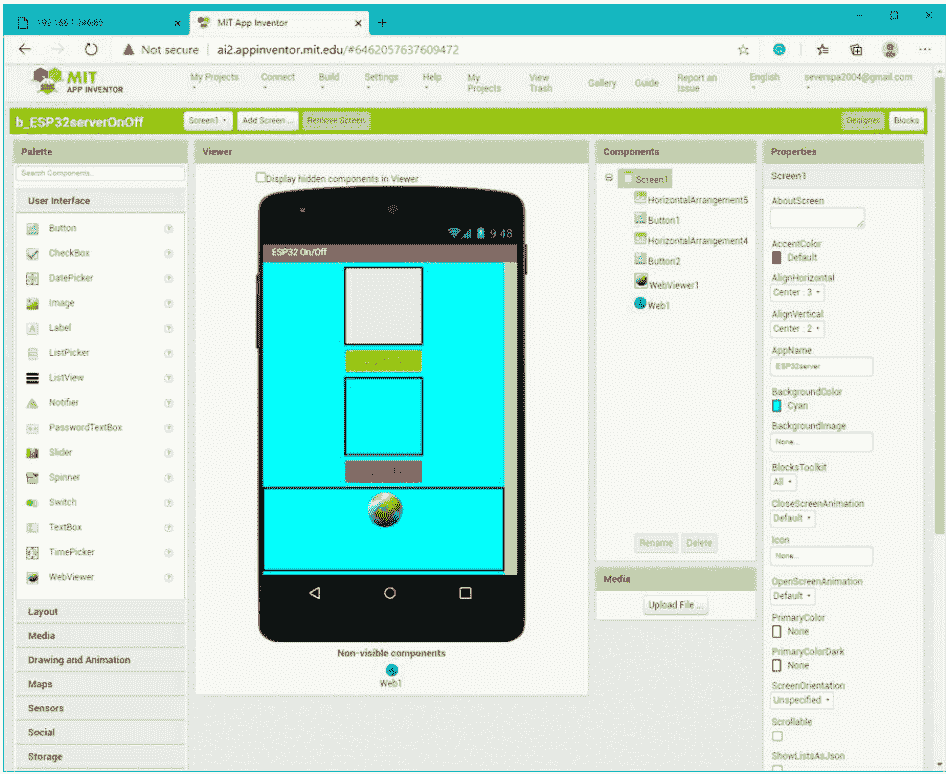 MIT App Inventor
Not secure
ai2.appinventor.mit.edu/#6462057637609472
MIT
APP INVENTOR
My Projects
Connect
Build
Settings
Help
My Projects
View Trash
Gallery
Guide
Report an Issue
English
severspa2004@gmail.com
b_ESP32serverOnOff
Screen1
Add Screen ...
Remove Screen
Designer
Blocks
Palette
Search Components...
User Interface
Button
CheckBox
DatePicker
Image
Label
ListPicker
ListView
Notifier
PasswordTextBox
Slider
Spinner
Switch
TextBox
TimePicker
WebViewer
Layout
Media
Drawing and Animation
Maps
Sensors
Social
Storage
Viewer
Display hidden components in Viewer
9:48
ESP32 On/Off
Non-visible components
Web1
Components
Screen1
HorizontalArrangement5
Button1
HorizontalArrangement4
Button2
WebViewer1
Web1
Rename
Delete
Media
Upload File ...
Properties
Screen1
AboutScreen
AccentColor
Default
AlignHorizontal
Center : 3
AlignVertical
Center : 2
AppName
ESP32server
BackgroundColor
Cyan
BackgroundImage
None...
BlocksToolkit
All
CloseScreenAnimation
Default
Icon
None...
OpenScreenAnimation
Default
PrimaryColor
None
PrimaryColorDark
None
ScreenOrientation
Unspecified
Scrollable
ShowListsAsJson